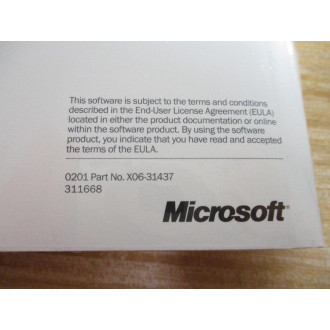 This software is subject to the terms and conditions
described in the End-User License Agreement (EULA)
located in either the product documentation or online
within the software product. By using the software
product, you indicate that you have read and accepted
the terms of the EULA.
0201 Part No. X06-31437
311668
Microsoft®